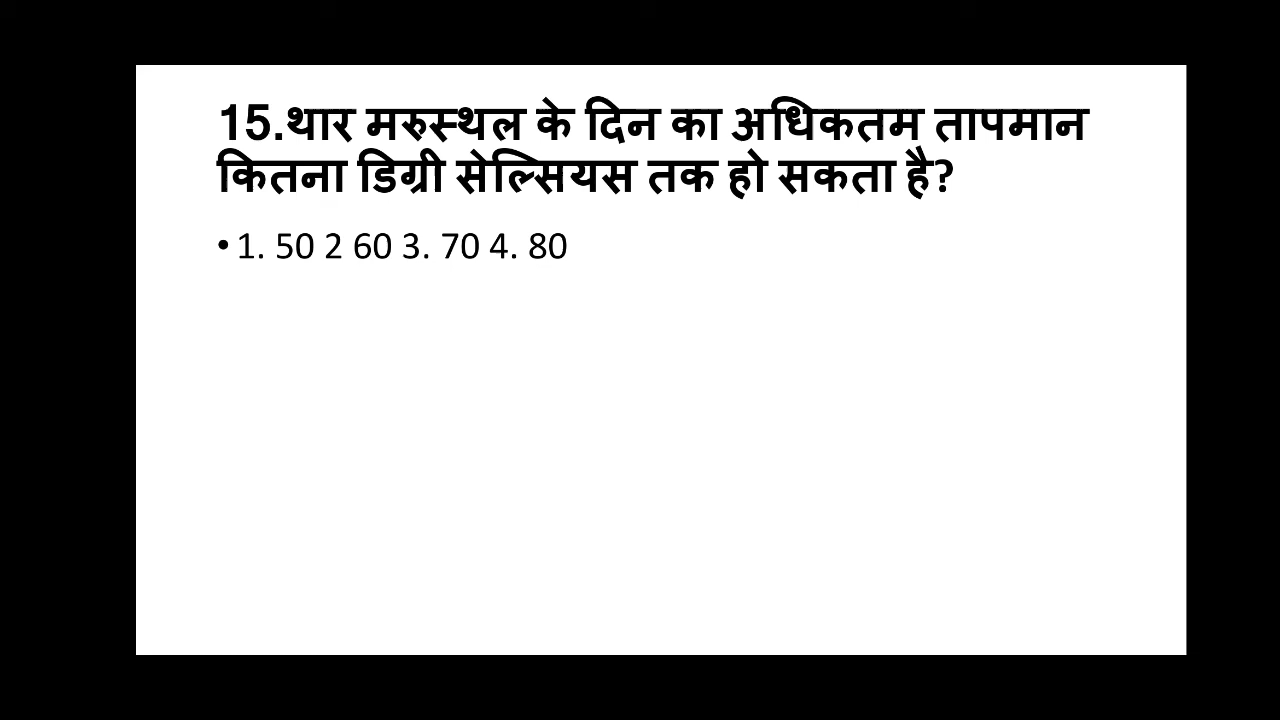 15.थार मरुस्थल के दिन का अधिकतम तापमान
कितना डिग्री सेल्सियस तक हो सकता है?
• 1. 50 2 60 3. 70 4. 80